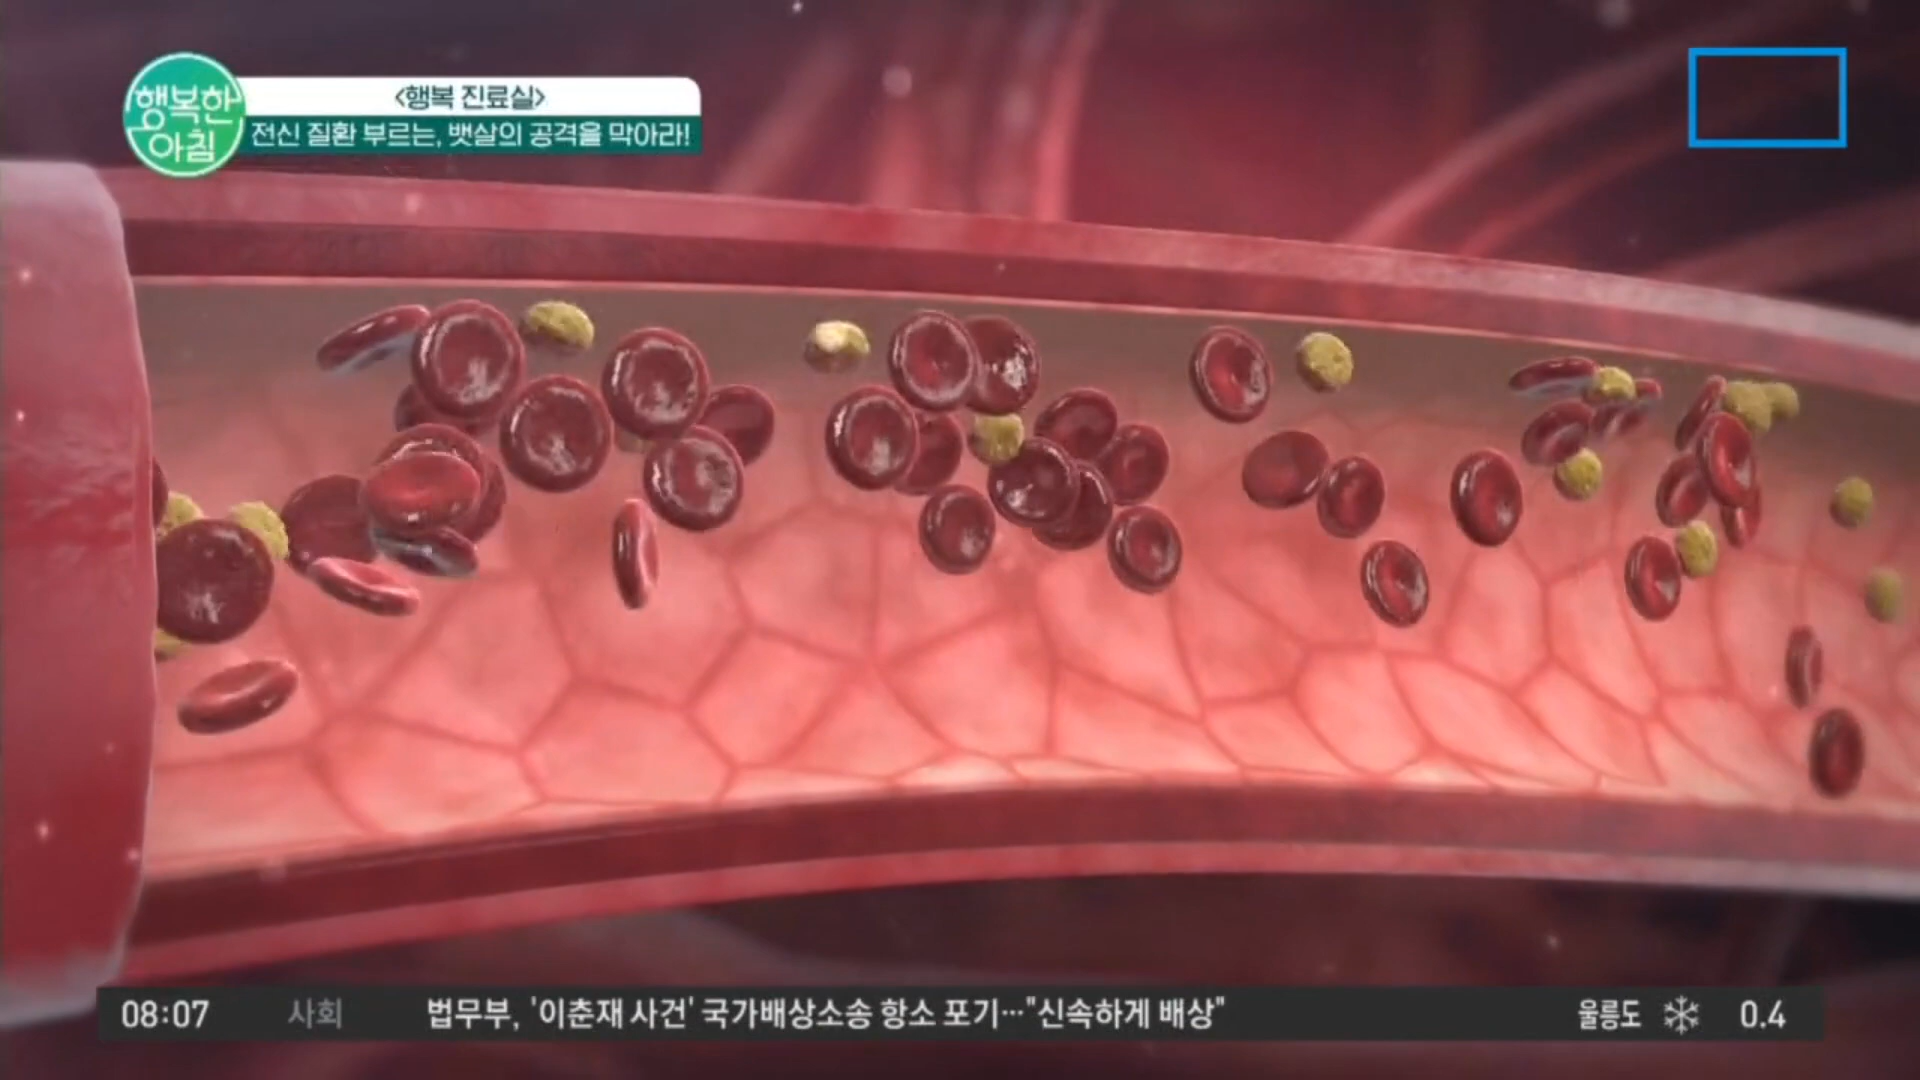 행복한
아침
<행복 진료실>
전신 질환 부르는, 뱃살의 공격을 막아라!
08:07 사회 법무부, '이춘재 사건' 국가배상소송 항소 포기…"신속하게 배상" 울릉도 0.4